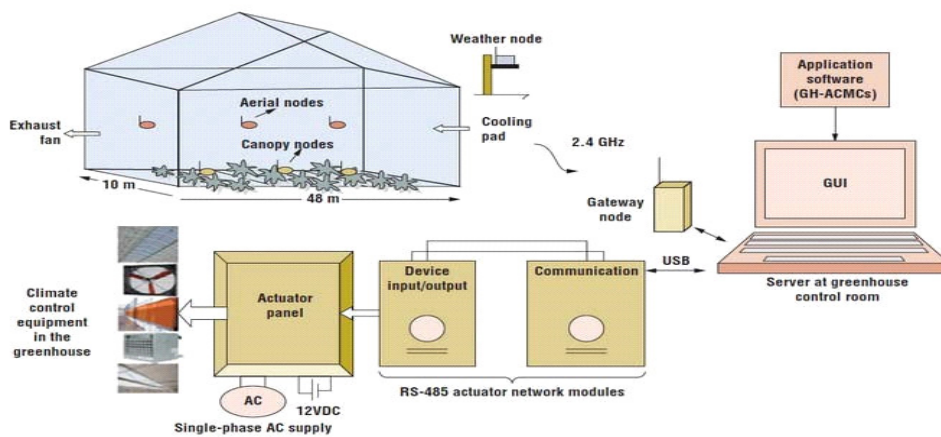 Weather node
Aerial nodes
Exhaust
fan
Cooling
pad
Canopy nodes
10 m
48 m
2.4 GHz
Application
software
(GH-ACMCs)
GUI
Gateway
node
USB
Server at greenhouse
control room
Climate
control
equipment
in the
greenhouse
Actuator
panel
Device
input/output
Communication
AC
12VDC
Single-phase AC supply
RS-485 actuator network modules